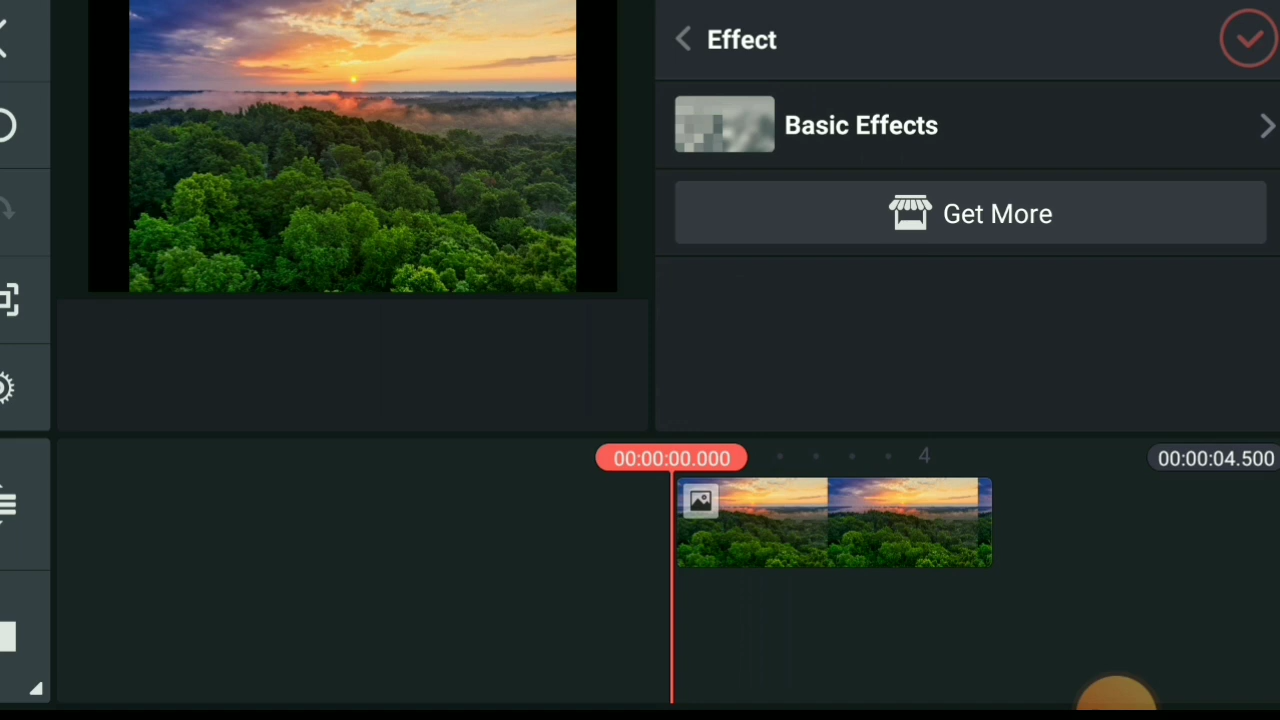 Effect
Basic Effects
Get More
00:00:00.000
4
00:00:04.500